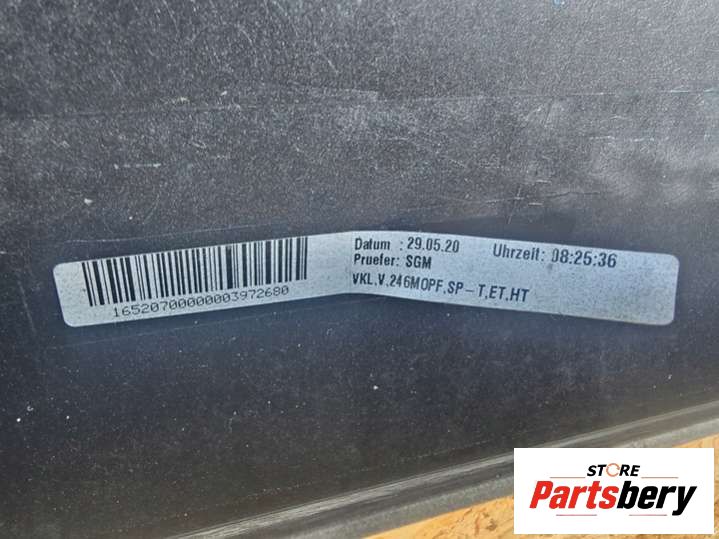 Datum : 29.05.20 Uhrzeit: 08:25:36
Pruefer: SGM
VKL.V.246MOPF.SP-T.ET.HT
16520700000003972680
STORE
Partsbery